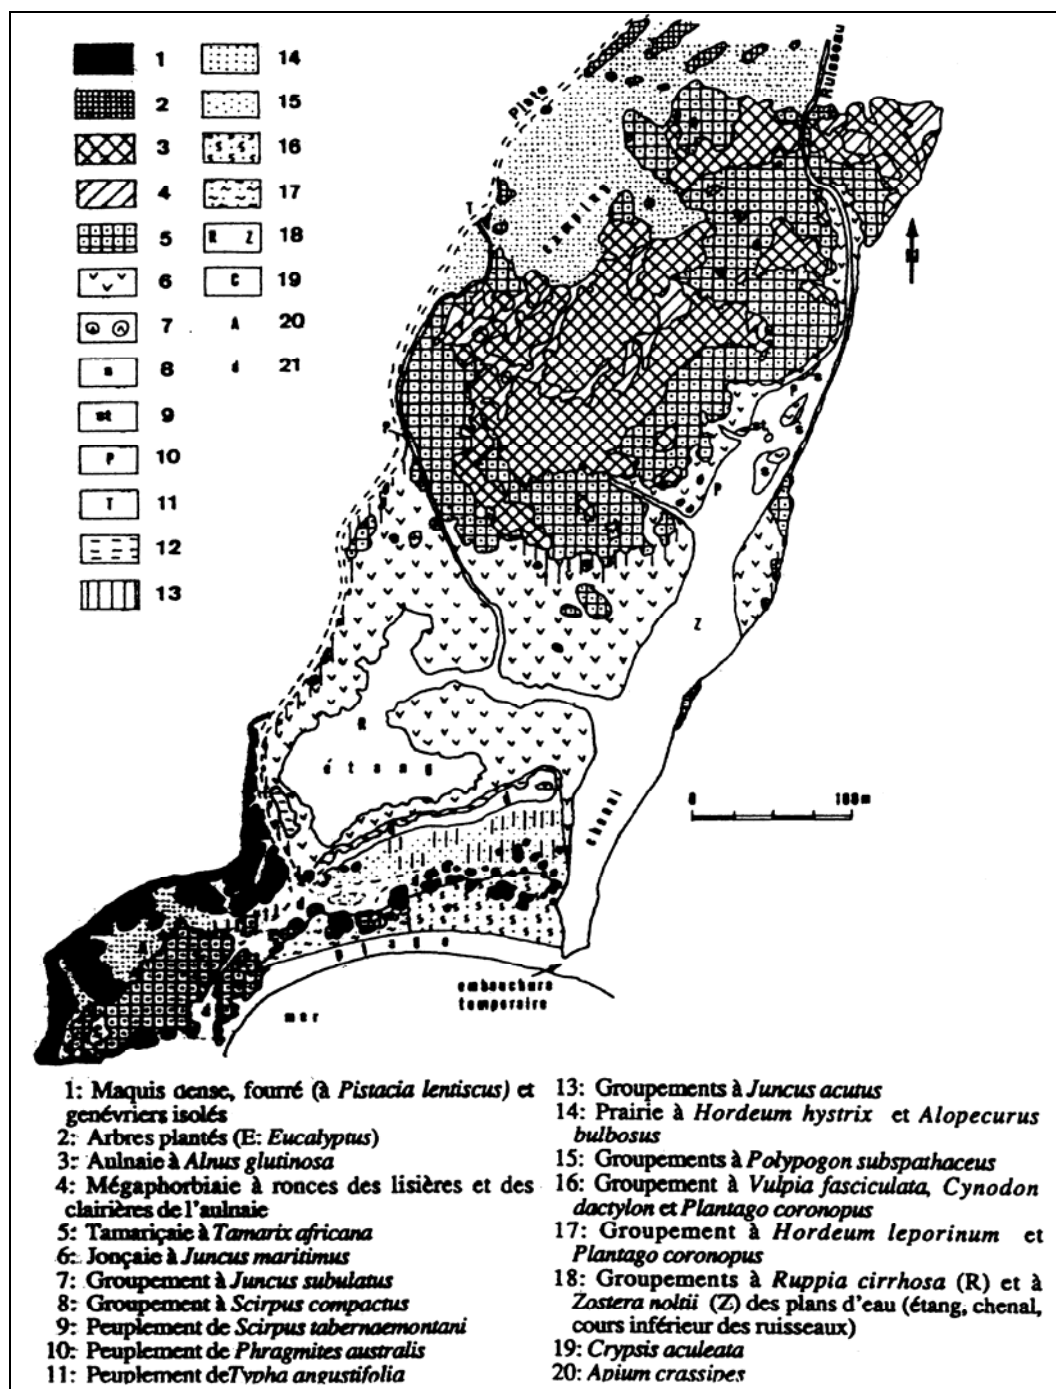 1
2
3
4
5
6
7
s 8
st 9
P 10
T 11
12
13
14
15
S S S S S 16
17
R Z 18
C 19
A 20
d 21
Piste
Ruisseau
camping
T
N
P
P
s
st
s
s
P
Z
R
étang
chenal
0 100m
d
d
A
d
plage
embouchure
temporaire
mer
1: Maquis dense, fourré (à Pistacia lentiscus) et
genévriers isolés
2: Arbres plantés (E: Eucalyptus)
3: Aulnaie à Alnus glutinosa
4: Mégaphorbiaie à ronces des lisières et des
clairières de l'aulnaie
5: Tamariçaie à Tamarix africana
6: Jonçaie à Juncus maritimus
7: Groupement à Juncus subulatus
8: Groupement à Scirpus compactus
9: Peuplement de Scirpus tabernaemontani
10: Peuplement de Phragmites australis
11: Peuplement de Typha angustifolia
13: Groupements à Juncus acutus
14: Prairie à Hordeum hystrix et Alopecurus
bulbosus
15: Groupements à Polypogon subspathaceus
16: Groupement à Vulpia fasciculata, Cynodon
dactylon et Plantago coronopus
17: Groupement à Hordeum leporinum et
Plantago coronopus
18: Groupements à Ruppia cirrhosa (R) et à
Zostera noltii (Z) des plans d'eau (étang, chenal,
cours inférieur des ruisseaux)
19: Crypsis aculeata
20: Apium crassipes